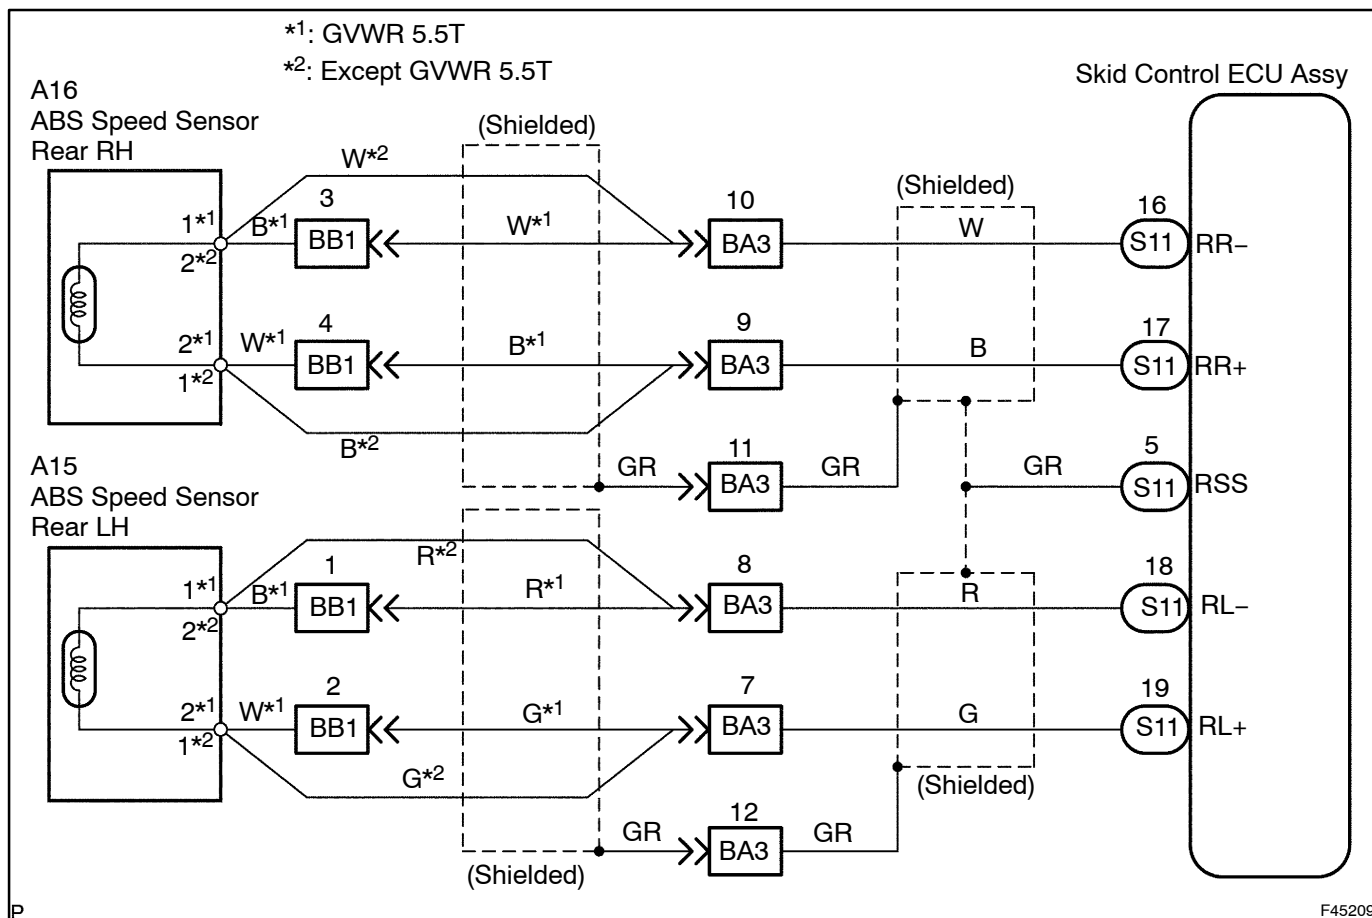 *1: GVWR 5.5T
*2: Except GVWR 5.5T
Skid Control ECU Assy
A16
ABS Speed Sensor
Rear RH
(Shielded)
(Shielded)
W*2
1*1
2*2
B*1
3
BB1
W*1
10
BA3
W
16
S11
RR−
2*1
1*2
W*1
4
BB1
B*1
9
BA3
B
17
S11
RR+
B*2
GR
11
BA3
GR
GR
5
S11
RSS
A15
ABS Speed Sensor
Rear LH
R*2
1*1
2*2
B*1
1
BB1
R*1
8
BA3
R
18
S11
RL−
2*1
1*2
W*1
2
BB1
G*1
7
BA3
G
19
S11
RL+
G*2
(Shielded)
GR
12
BA3
GR
(Shielded)
P
F45209